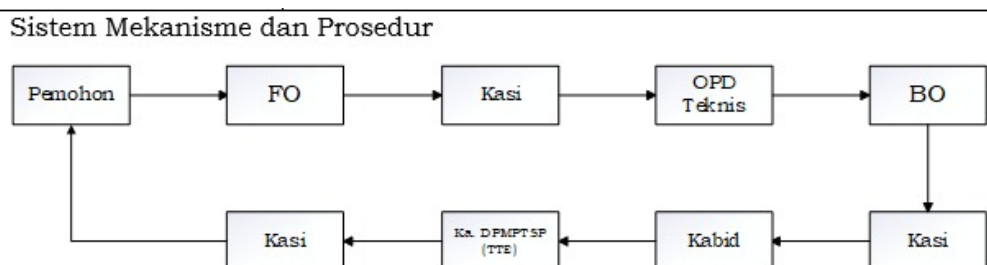 Sistem Mekanisme dan Prosedur
Pemohon
FO
Kasi
OPD
Teknis
BO
Kasi
Ka. DPMPTSP
(TTE)
Kabid
Kasi